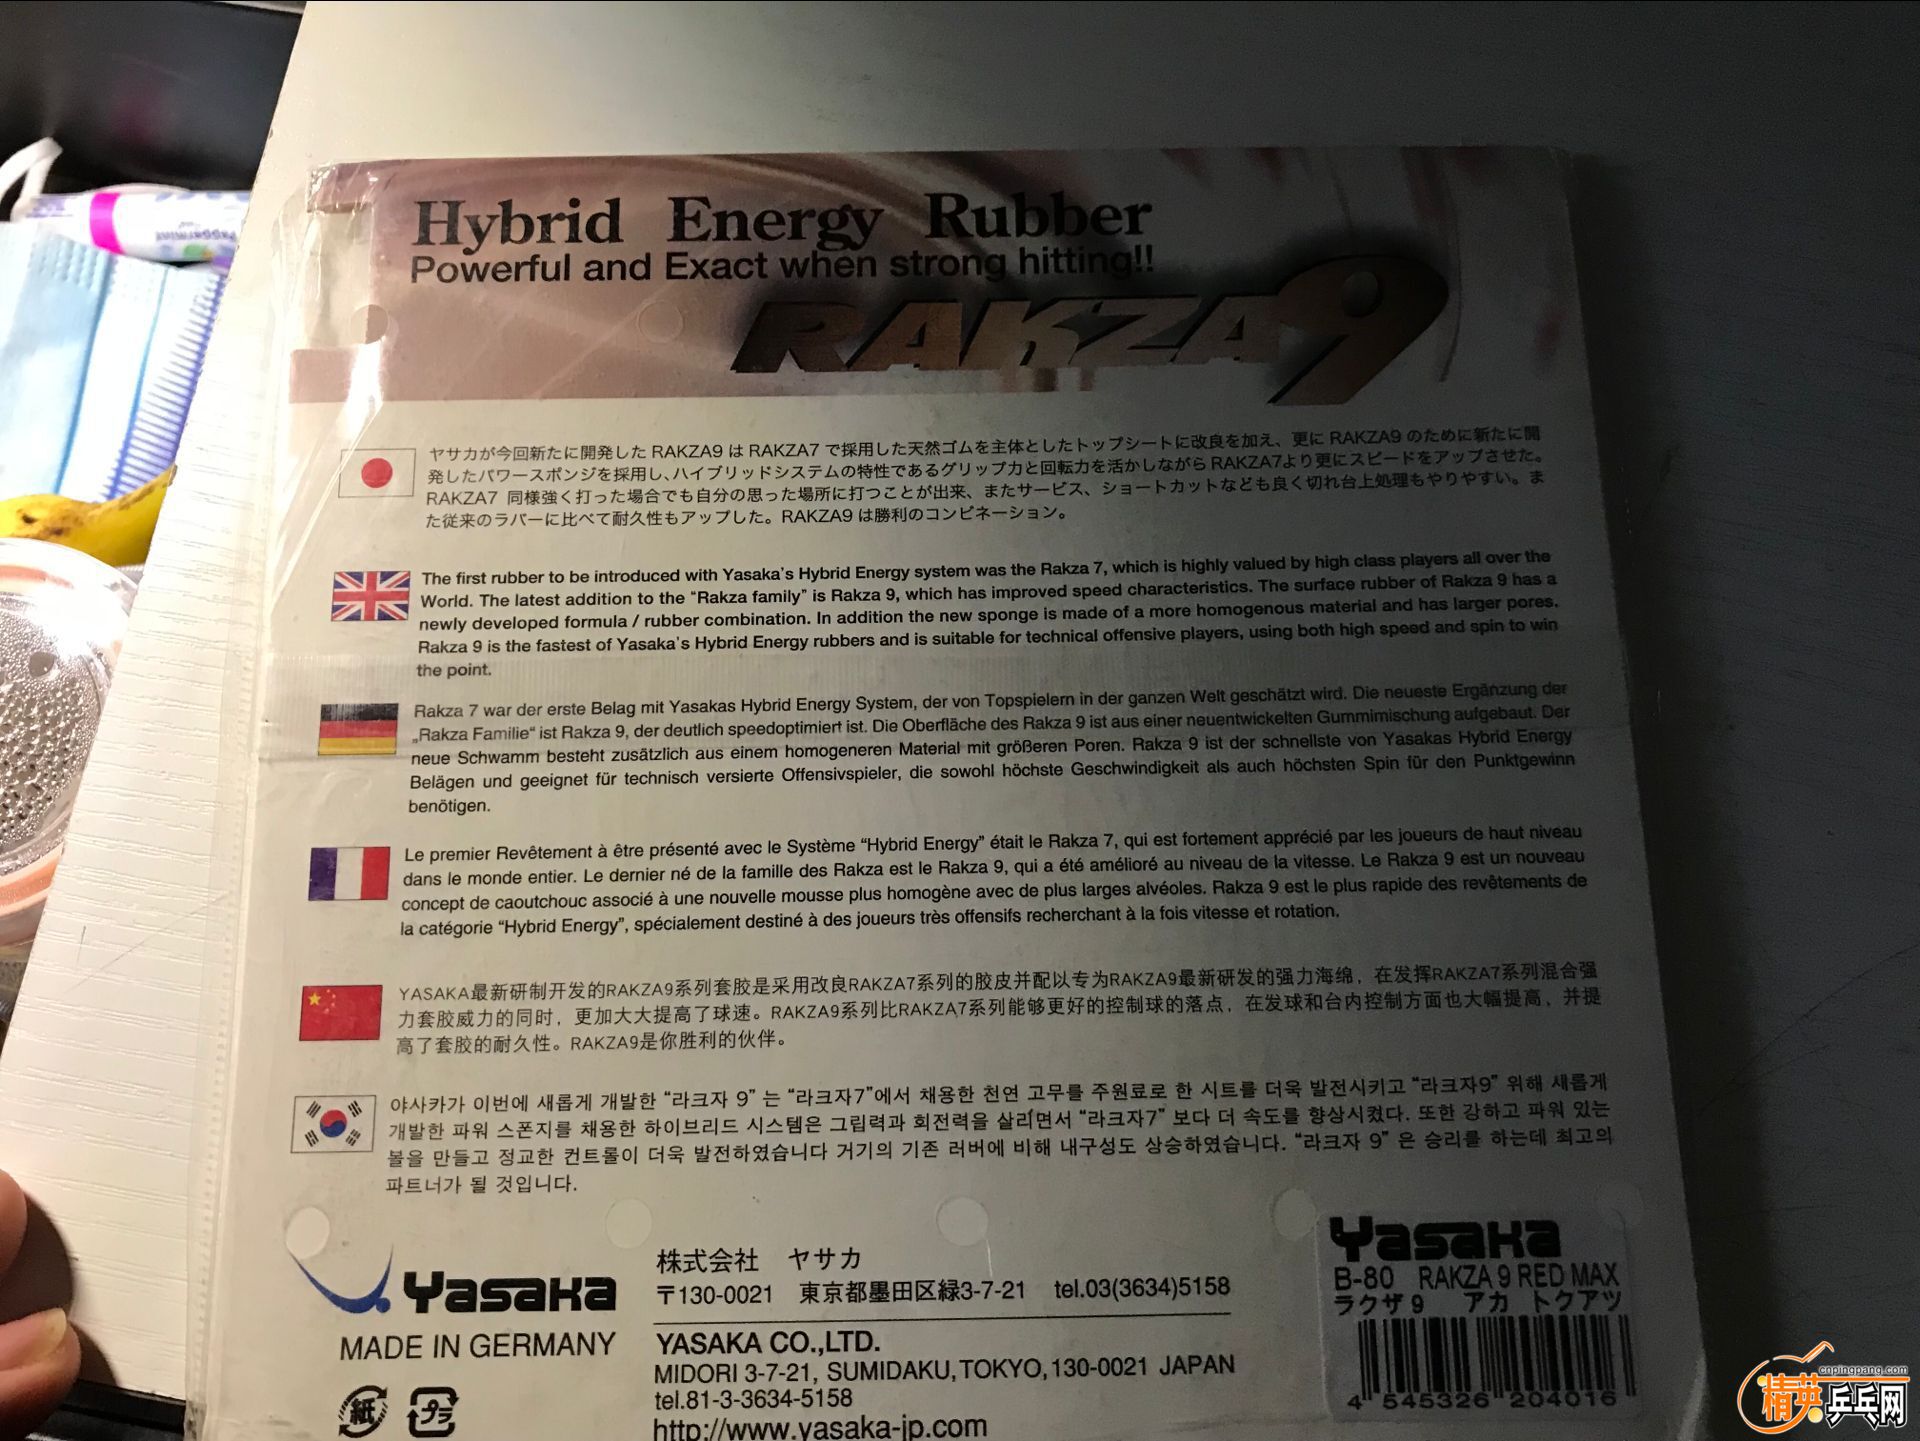 Hybrid Energy Rubber
Powerful and Exact when strong hitting!!
RAKZA9
ヤサカが今回新たに開発した RAKZA9 は RAKZA7 で採用した天然ゴムを主体としたトップシートに改良を加え、更に RAKZA9 のために新たに開
発したパワースポンジを採用し、ハイブリッドシステムの特性であるグリップ力と回転力を活かしながら RAKZA7より更にスピードをアップさせた。
RAKZA7 同様強く打った場合でも自分の思った場所に打つことが出来、またサービス、ショートカットなども良く切れ台上処理もやりやすい。ま
た従来のラバーに比べて耐久性もアップした。RAKZA9 は勝利のコンビネーション。
The first rubber to be introduced with Yasaka's Hybrid Energy system was the Rakza 7, which is highly valued by high class players all over the
World. The latest addition to the “Rakza family” is Rakza 9, which has improved speed characteristics. The surface rubber of Rakza 9 has a
newly developed formula / rubber combination. In addition the new sponge is made of a more homogenous material and has larger pores.
Rakza 9 is the fastest of Yasaka's Hybrid Energy rubbers and is suitable for technical offensive players, using both high speed and spin to win
the point.
Rakza 7 war der erste Belag mit Yasakas Hybrid Energy System, der von Topspielern in der ganzen Welt geschätzt wird. Die neueste Ergänzung der
„Rakza Familie“ ist Rakza 9, der deutlich speedoptimiert ist. Die Oberfläche des Rakza 9 ist aus einer neuentwickelten Gummimischung aufgebaut. Der
neue Schwamm besteht zusätzlich aus einem homogeneren Material mit größeren Poren. Rakza 9 ist der schnellste von Yasakas Hybrid Energy
Belägen und geeignet für technisch versierte Offensivspieler, die sowohl höchste Geschwindigkeit als auch höchsten Spin für den Punktgewinn
benötigen.
Le premier Revêtement à être présenté avec le Système “Hybrid Energy” était le Rakza 7, qui est fortement apprécié par les joueurs de haut niveau
dans le monde entier. Le dernier né de la famille des Rakza est le Rakza 9, qui a été amélioré au niveau de la vitesse. Le Rakza 9 est un nouveau
concept de caoutchouc associé à une nouvelle mousse plus homogène avec de plus larges alvéoles. Rakza 9 est le plus rapide des revêtements de
la catégorie “Hybrid Energy”, spécialement destiné à des joueurs très offensifs recherchant à la fois vitesse et rotation.
YASAKA最新研制开发的RAKZA9系列套胶是采用改良RAKZA7系列的胶皮并配以专为RAKZA9最新研发的强力海绵，在发挥RAKZA7系列混合强
力套胶威力的同时，更加大大提高了球速。RAKZA9系列比RAKZA7系列能够更好的控制球的落点，在发球和台内控制方面也大幅提高，并提
高了套胶的耐久性。RAKZA9是你胜利的伙伴。
야사카가 이번에 새롭게 개발한 “라크자 9” 는 “라크자7”에서 채용한 천연 고무를 주원료로 한 시트를 더욱 발전시키고 “라크자9” 위해 새롭게
개발한 파워 스폰지를 채용한 하이브리드 시스템은 그립력과 회전력을 살리면서 “라크자7” 보다 더 속도를 향상시켰다. 또한 강하고 파워 있는
볼을 만들고 정교한 컨트롤이 더욱 발전하였습니다 거기의 기존 러버에 비해 내구성도 상승하였습니다. “라크자 9” 은 승리를 하는데 최고의
파트너가 될 것입니다.
Yasaka
MADE IN GERMANY
紙
プラ
株式会社 ヤサカ
〒130-0021 東京都墨田区緑3-7-21 tel.03(3634)5158
YASAKA CO.,LTD.
MIDORI 3-7-21, SUMIDAKU,TOKYO,130-0021 JAPAN
tel.81-3-3634-5158
http://www.yasaka-jp.com
Yasaka
B-80 RAKZA 9 RED MAX
ラクザ 9 アカ トクアツ
4 545326 204016
cnpingpang.com
精英乒乓网